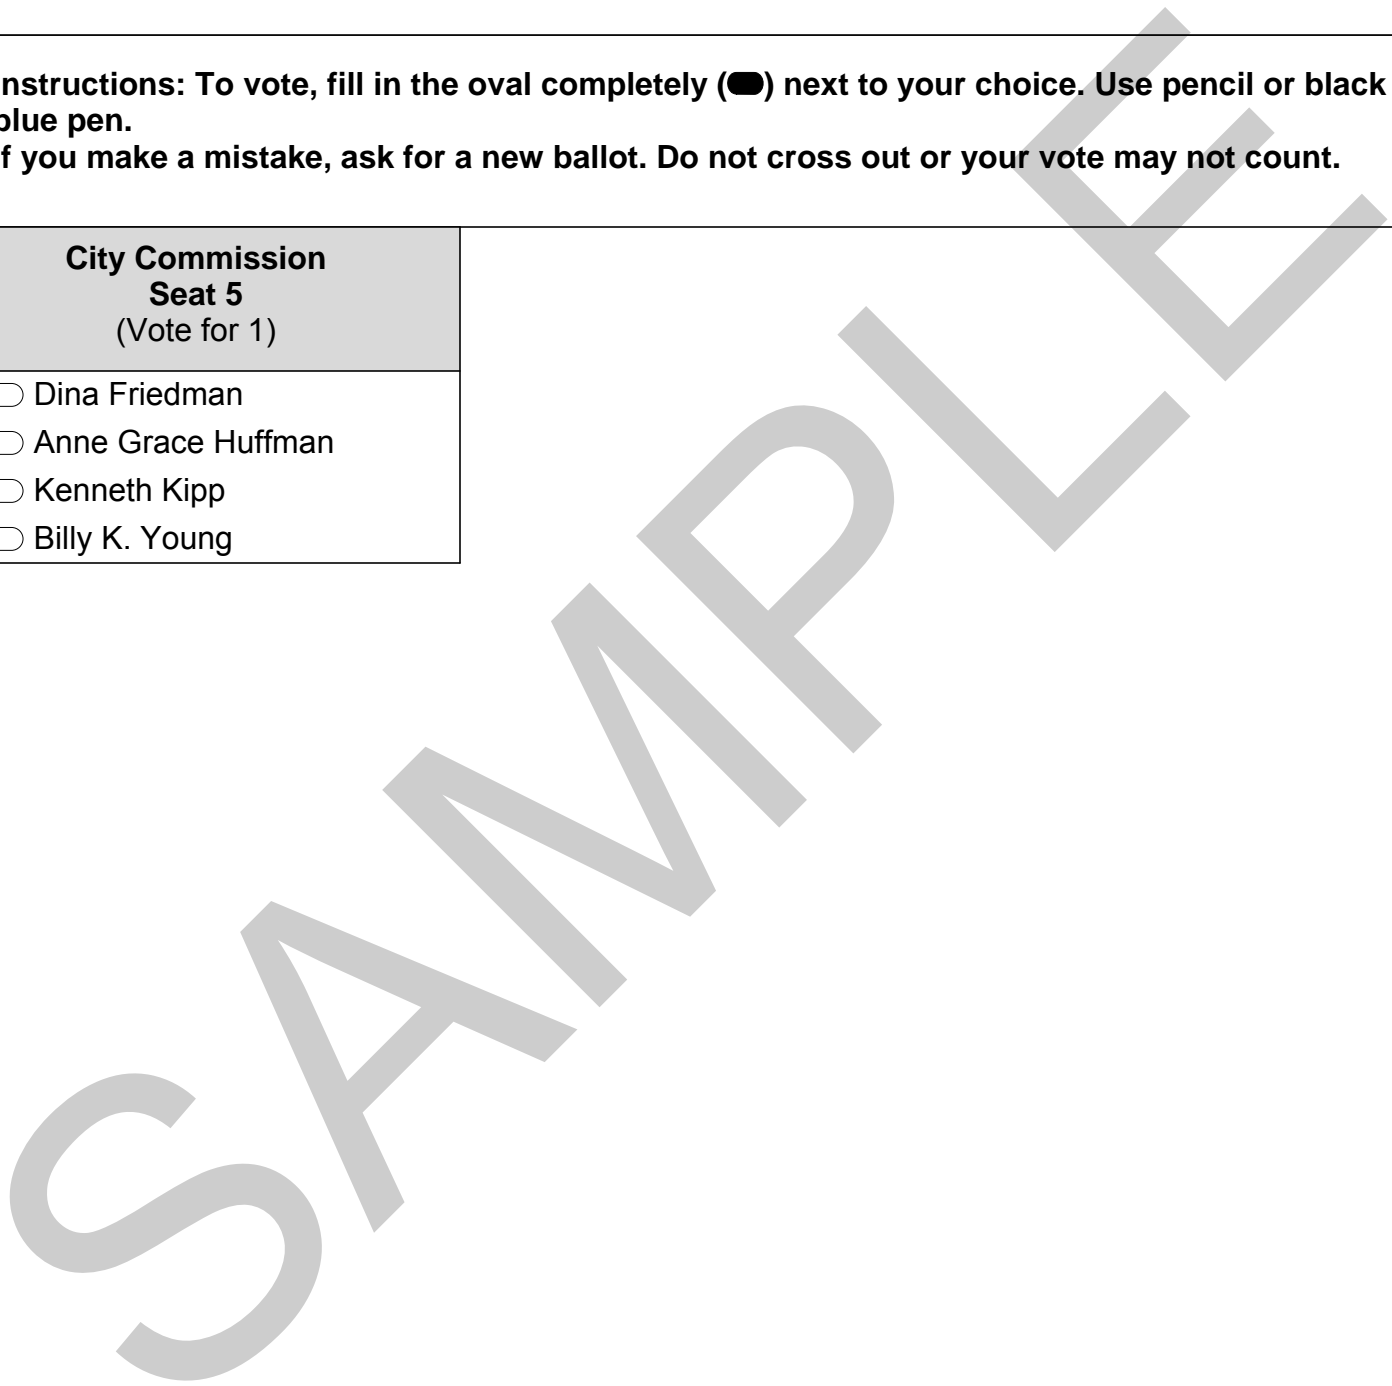 nstructions: To vote, fill in the oval completely () next to your choice. Use pencil or black
blue pen.
f you make a mistake, ask for a new ballot. Do not cross out or your vote may not count.
City Commission
Seat 5
(Vote for 1)
Dina Friedman
Anne Grace Huffman
Kenneth Kipp
Billy K. Young
SAMPLE